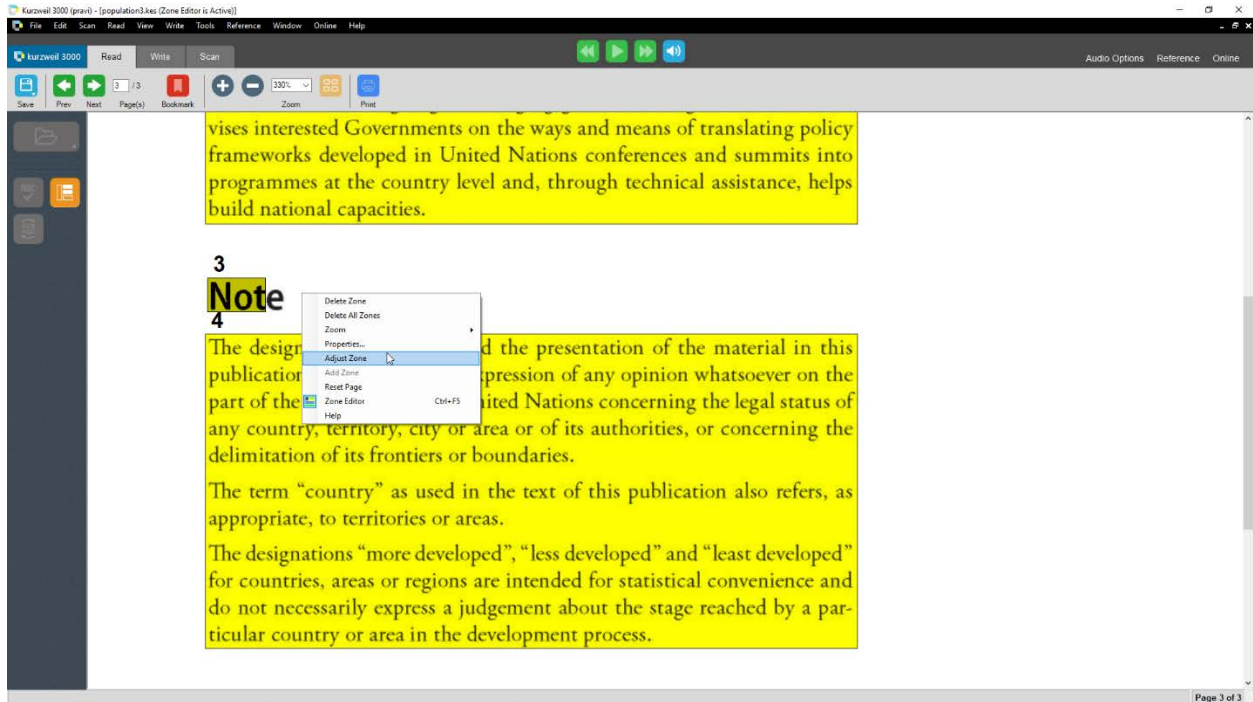 Kurzweil 3000 (pravi) - [population3.kes (Zone Editor is Active)]
File Edit Scan Read View Write Tools Reference Window Online Help
kurzweil 3000 Read Write Scan Audio Options Reference Online
3 / 3 330%
Save Prev Next Page(s) Bookmark Zoom Print
vises interested Governments on the ways and means of translating policy
frameworks developed in United Nations conferences and summits into
programmes at the country level and, through technical assistance, helps
build national capacities.
3
Note
4
Delete Zone
Delete All Zones
Zoom
Properties...
Adjust Zone
Add Zone
Reset Page
Zone Editor Ctrl+F5
Help
The design d the presentation of the material in this
publication pression of any opinion whatsoever on the
part of the ited Nations concerning the legal status of
any country, territory, city or area or of its authorities, or concerning the
delimitation of its frontiers or boundaries.
The term “country” as used in the text of this publication also refers, as
appropriate, to territories or areas.
The designations “more developed”, “less developed” and “least developed”
for countries, areas or regions are intended for statistical convenience and
do not necessarily express a judgement about the stage reached by a par-
ticular country or area in the development process.
Page 3 of 3